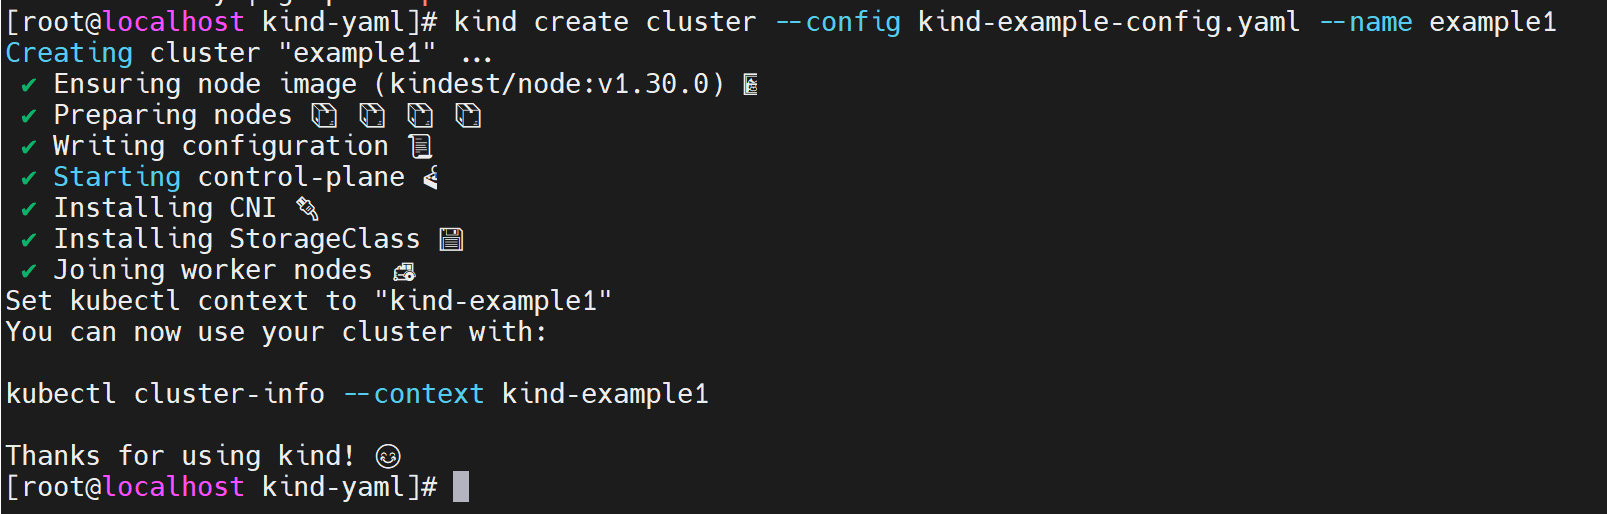 [root@localhost kind-yaml]# kind create cluster --config kind-example-config.yaml --name example1
Creating cluster "example1" ...
✓ Ensuring node image (kindest/node:v1.30.0) 🖼
✓ Preparing nodes 📦 📦 📦 📦
✓ Writing configuration 📜
✓ Starting control-plane 🕹
✓ Installing CNI 🔌
✓ Installing StorageClass 💾
✓ Joining worker nodes 🚜
Set kubectl context to "kind-example1"
You can now use your cluster with:
kubectl cluster-info --context kind-example1
Thanks for using kind! 😊
[root@localhost kind-yaml]#